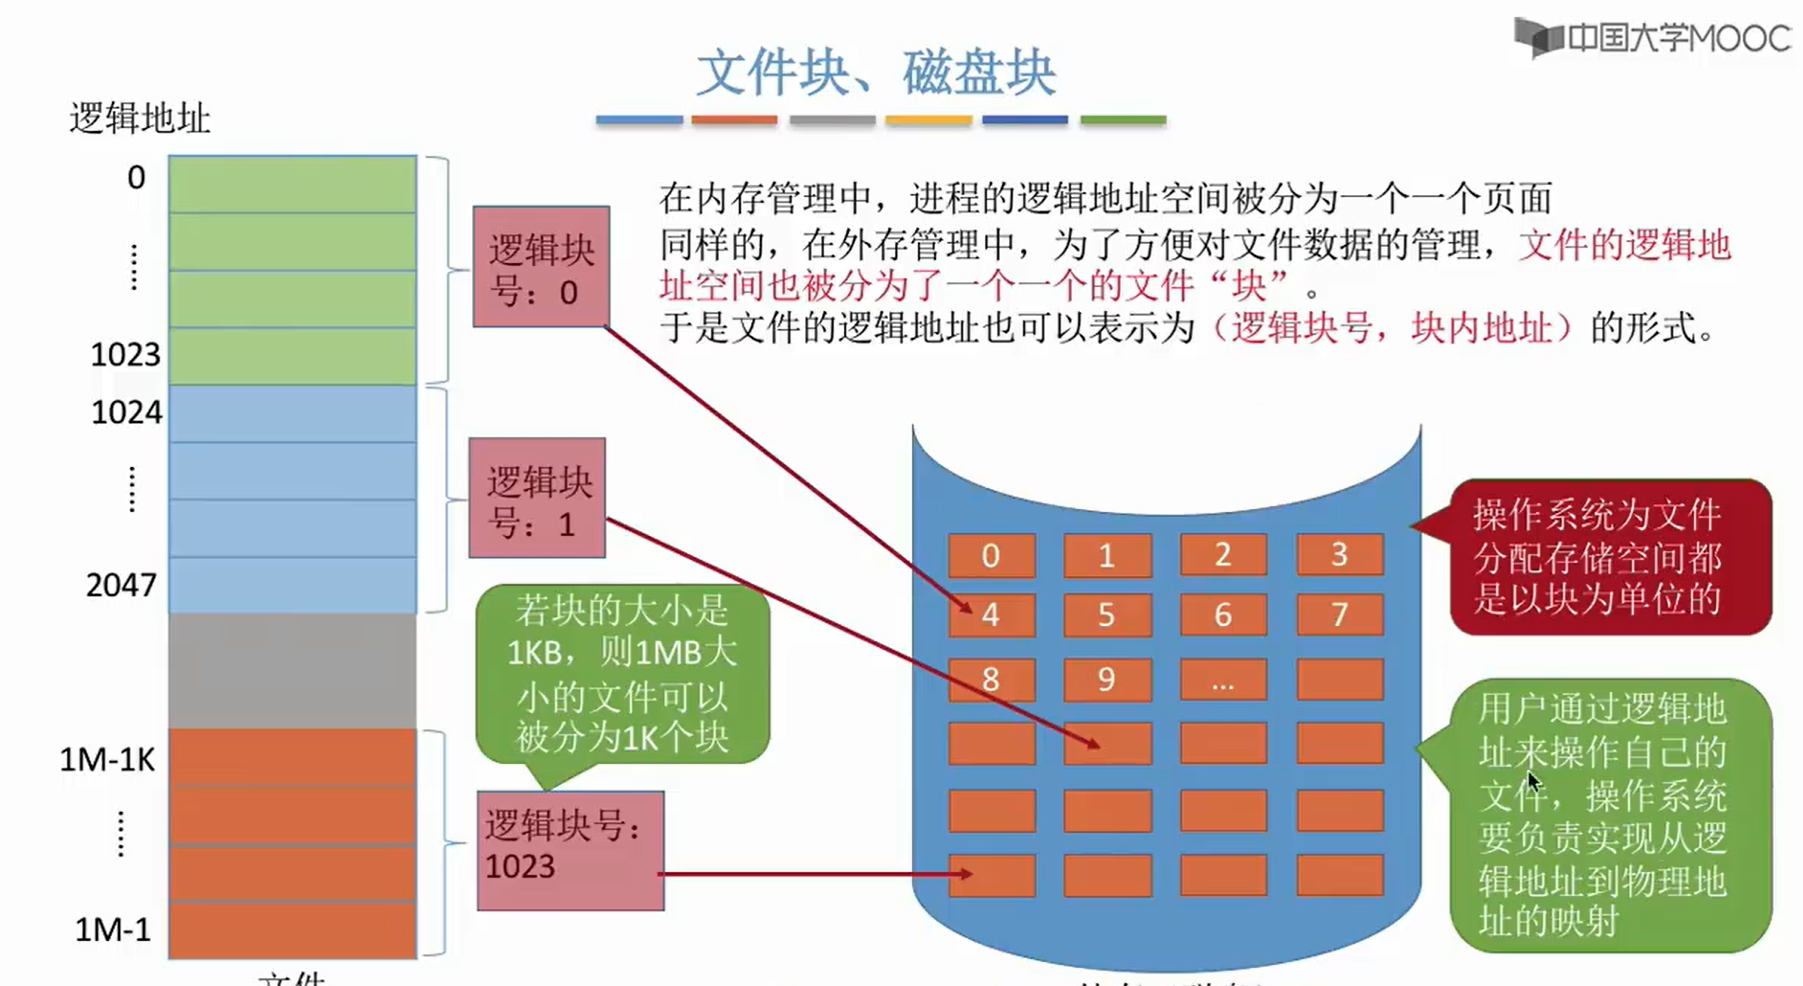 中国大学MOOC
文件块、磁盘块
逻辑地址
0
1023
1024
2047
1M-1K
1M-1
逻辑块
号：0
逻辑块
号：1
若块的大小是
1KB，则1MB大
小的文件可以
被分为1K个块
逻辑块号：
1023
在内存管理中，进程的逻辑地址空间被分为一个一个页面
同样的，在外存管理中，为了方便对文件数据的管理，文件的逻辑地
址空间也被分为了一个一个的文件“块”。
于是文件的逻辑地址也可以表示为（逻辑块号，块内地址）的形式。
0 1 2 3
4 5 6 7
8 9 ...
操作系统为文件
分配存储空间都
是以块为单位的
用户通过逻辑地
址来操作自己的
文件，操作系统
要负责实现从逻
辑地址到物理地
址的映射
文件